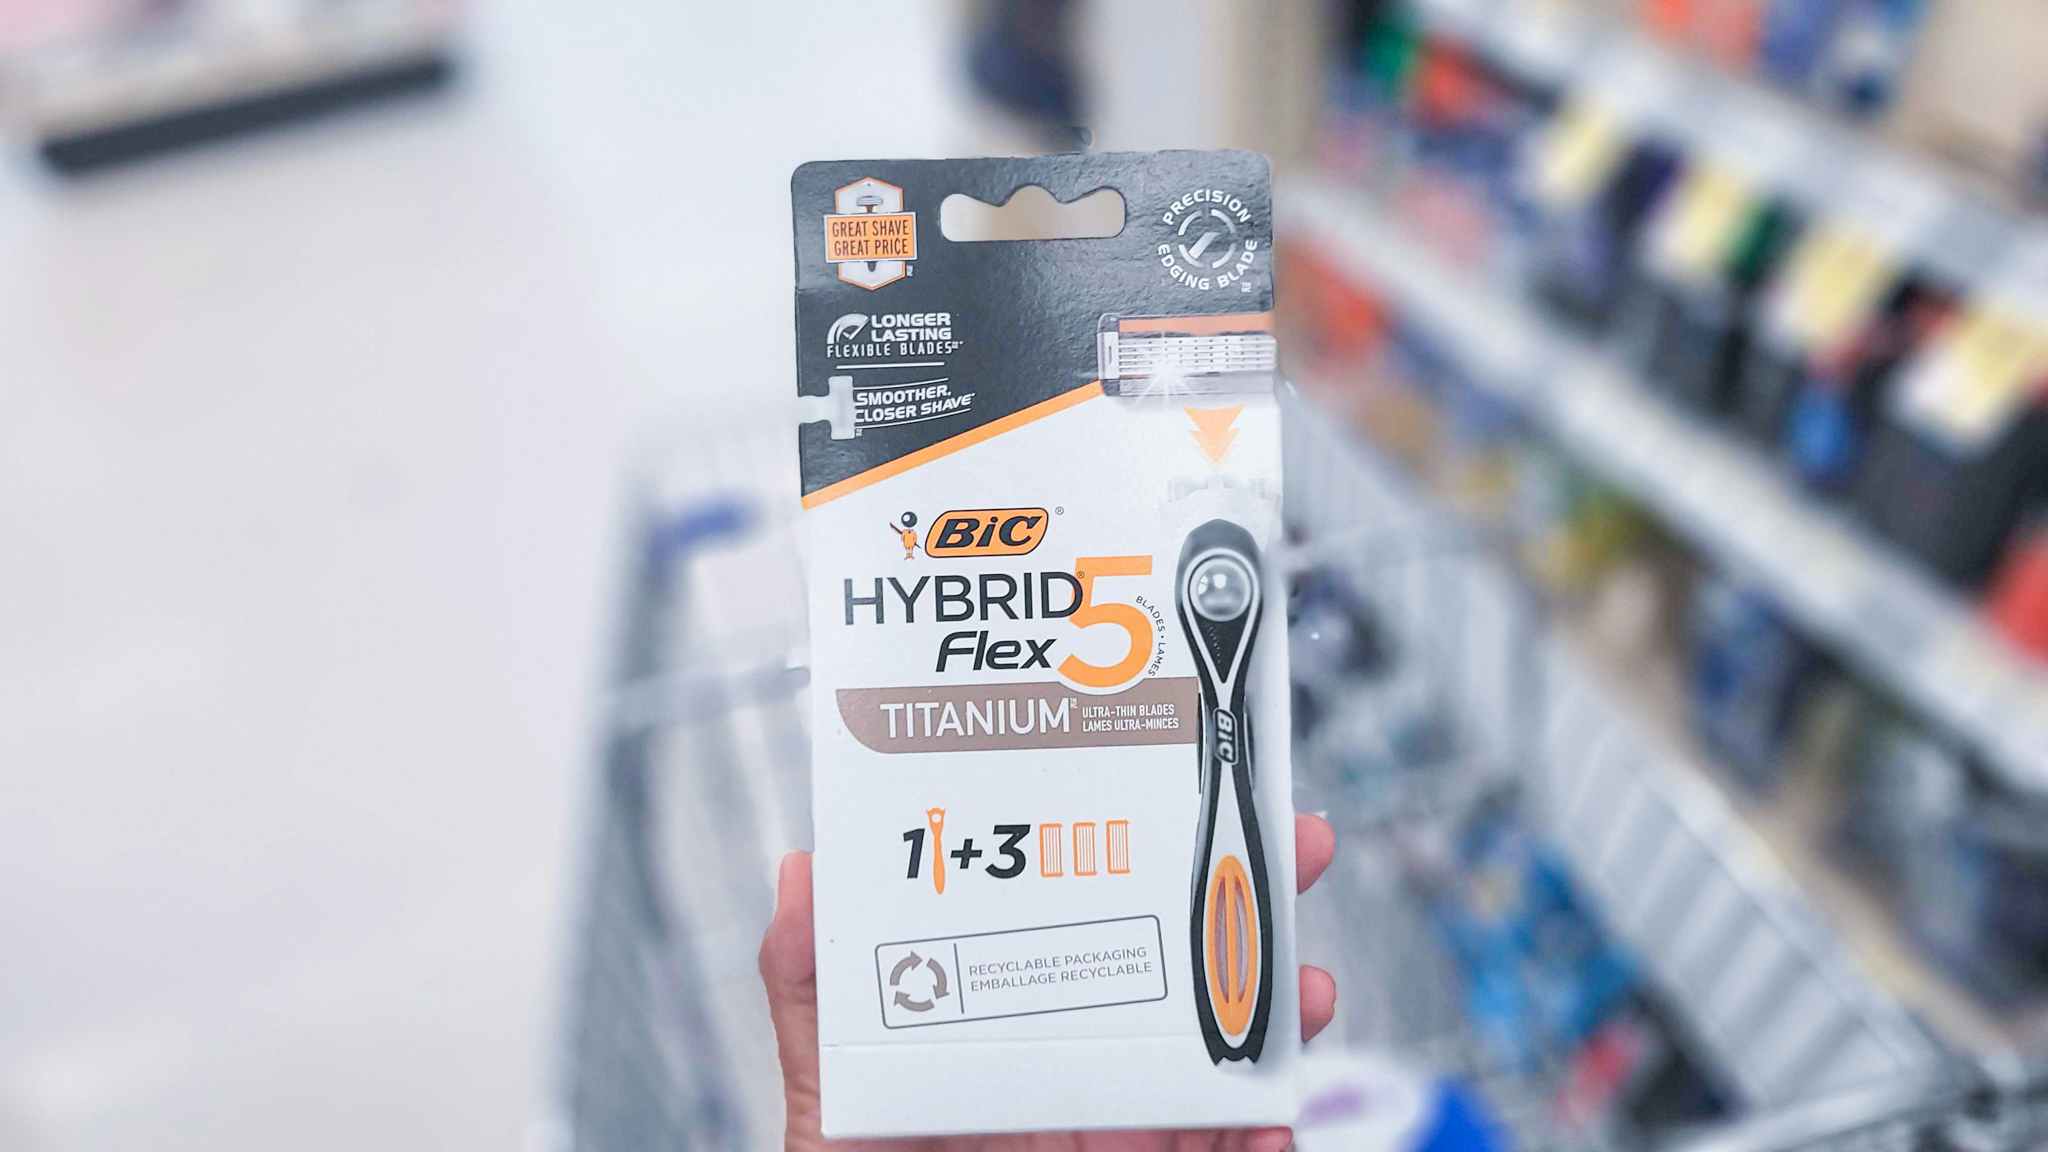 GREAT SHAVE
GREAT PRICE
PRECISION
EDGING BLADE
LONGER
LASTING
FLEXIBLE BLADES
SMOOTHER,
CLOSER SHAVE
BiC®
HYBRID®5
Flex
BLADES • LAMES
TITANIUM
ULTRA-THIN BLADES
LAMES ULTRA-MINCES
BiC
1+3
RECYCLABLE PACKAGING
EMBALLAGE RECYCLABLE